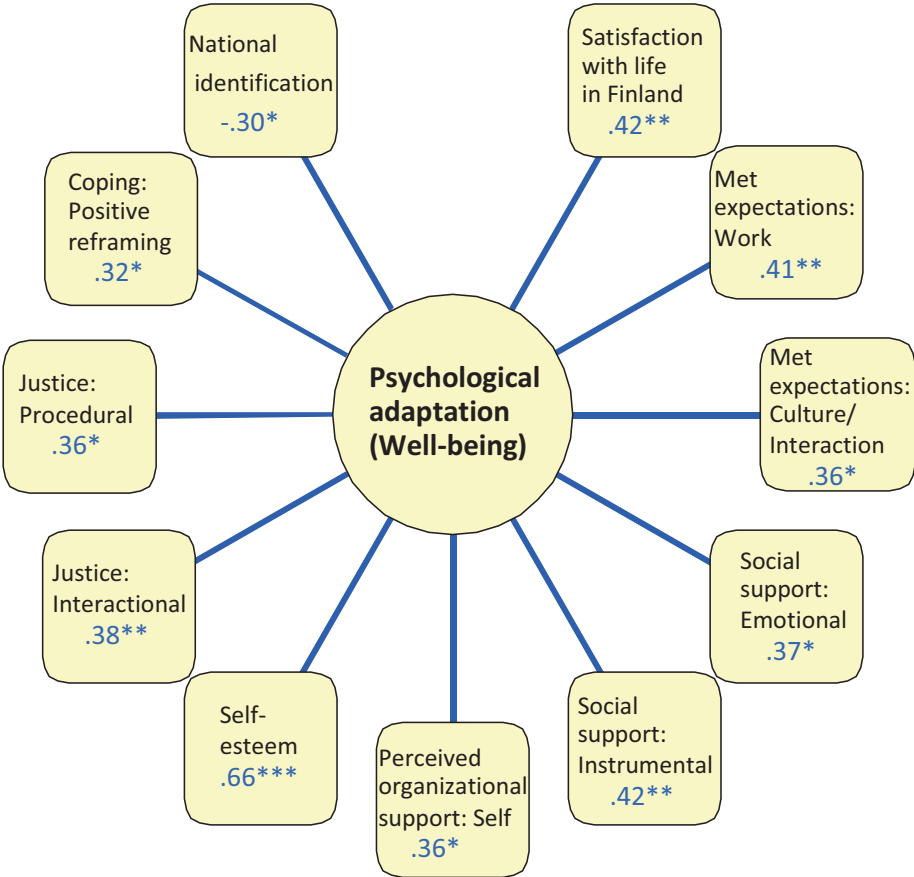 National
identification
-.30*
Satisfaction
with life
in Finland
.42**
Coping:
Positive
reframing
.32*
Met
expectations:
Work
.41**
Psychological
adaptation
(Well-being)
Justice:
Procedural
.36*
Met
expectations:
Culture/
Interaction
.36*
Justice:
Interactional
.38**
Social
support:
Emotional
.37*
Self-
esteem
.66***
Perceived
organizational
support: Self
.36*
Social
support:
Instrumental
.42**